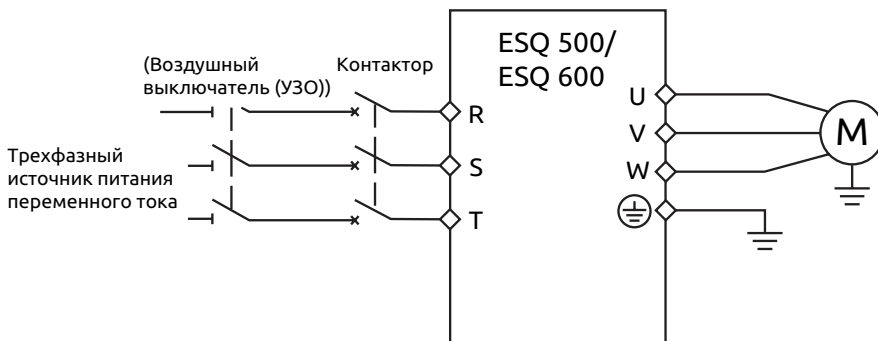 ESQ 500/
ESQ 600
(Воздушный
выключатель (УЗО))
Контактор
R
S
T
Трехфазный
источник питания
переменного тока
U
V
W
M